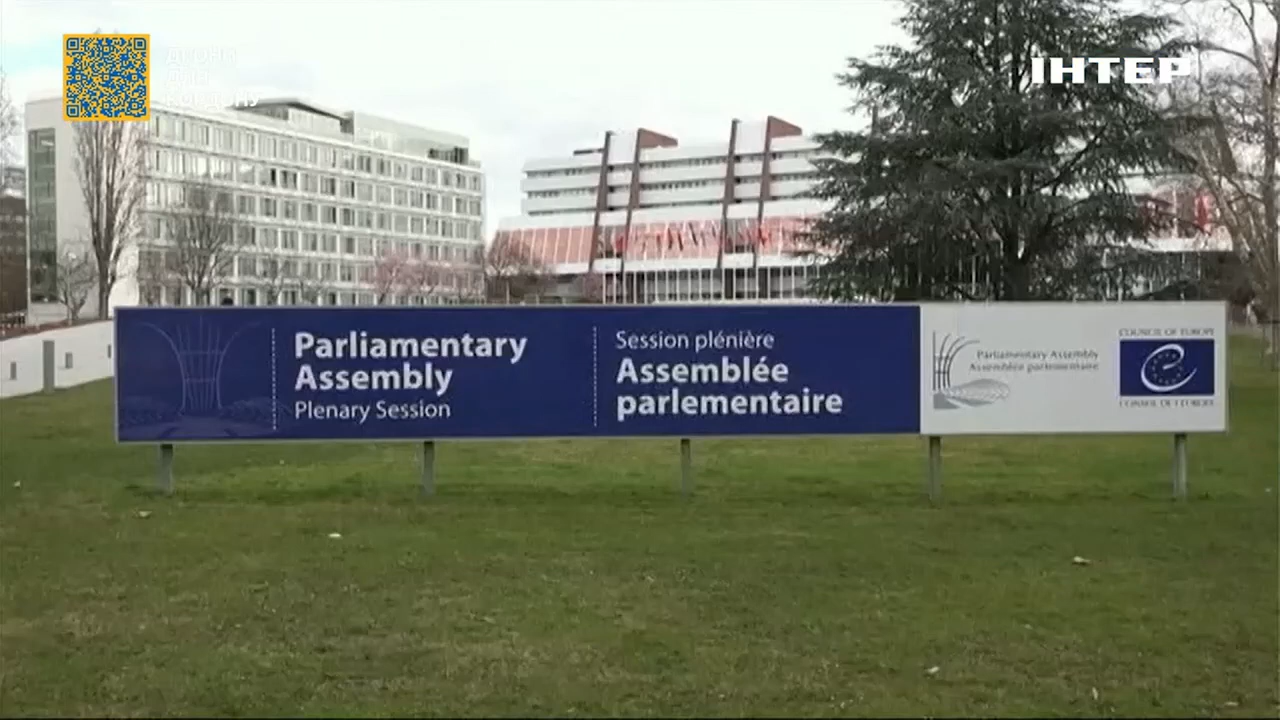 ІНТЕР
Parliamentary
Assembly
Plenary Session
Session plénière
Assemblée
parlementaire
Parliamentary Assembly
Assemblée parlementaire
COUNCIL OF EUROPE
CONSEIL DE L'EUROPE